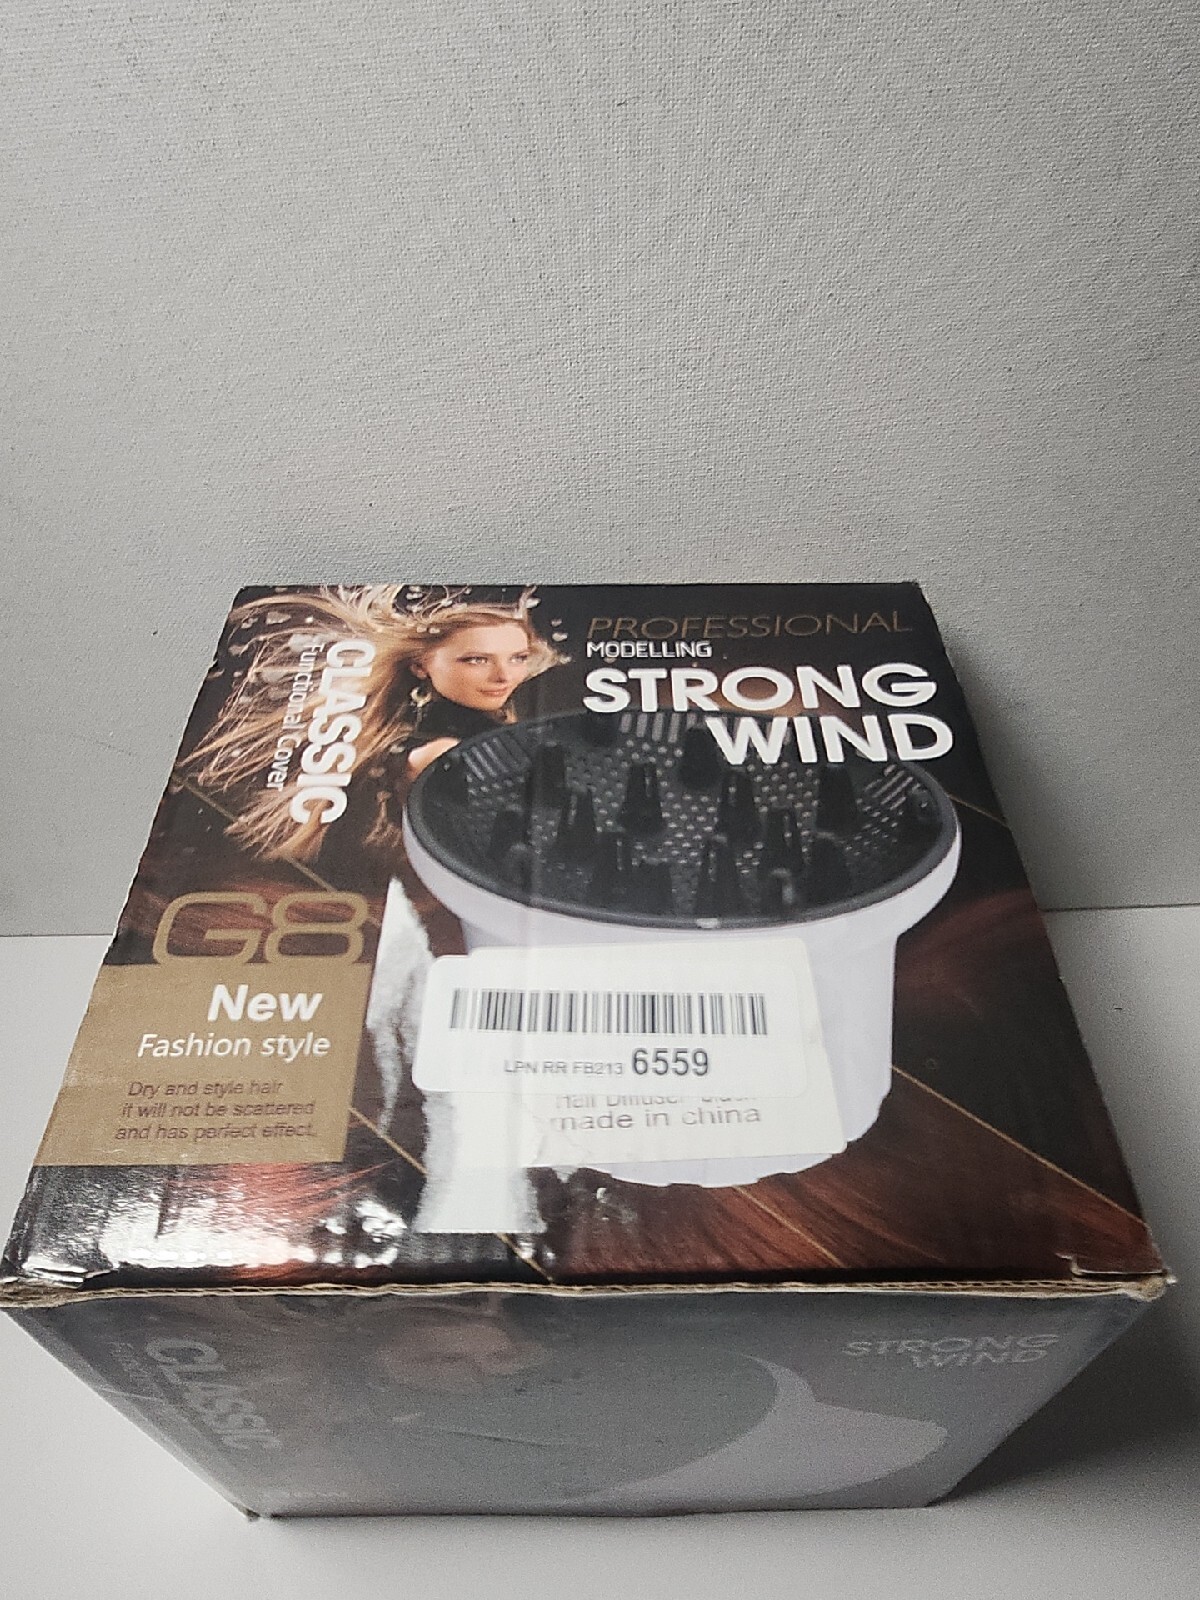 PROFESSIONAL
MODELLING
STRONG
WIND
CLASSIC
Functional Cover
G8
New
Fashion style
Dry and style hair
it will not be scattered
and has perfect effect.
LPN RR FB213 6559
made in china
CLASSIC
STRONG
WIND